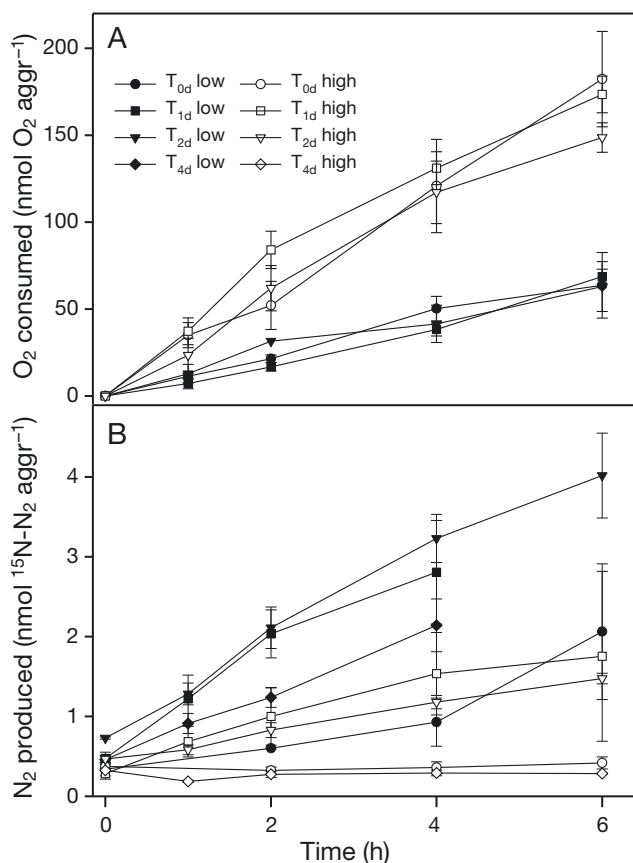 A
T0d low T0d high
T1d low T1d high
T2d low T2d high
T4d low T4d high
O2 consumed (nmol O2 aggr−1)
200
150
100
50
0
B
N2 produced (nmol 15N-N2 aggr−1)
4
3
2
1
0
0 2 4 6
Time (h)